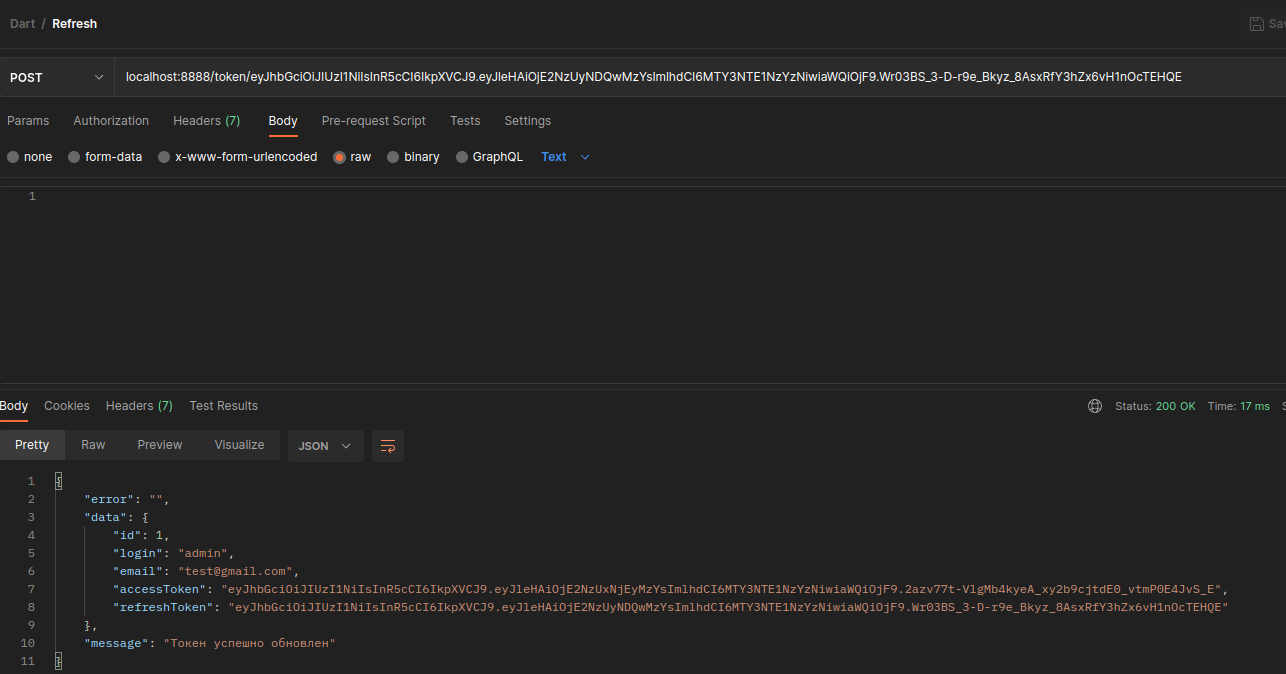 Dart / Refresh
Sav
POST localhost:8888/token/eyJhbGciOiJIUzI1NiIsInR5cCI6IkpXVCJ9.eyJleHAiOjE2NzUyNDQwMzYsImlhdCI6MTY3NTE1NzYzNiwiaWQiOjF9.Wr03BS_3-D-r9e_Bkyz_8AsxRfY3hZx6vH1nOcTEHQE
Params Authorization Headers (7) Body Pre-request Script Tests Settings
none form-data x-www-form-urlencoded raw binary GraphQL Text
1
Body Cookies Headers (7) Test Results Status: 200 OK Time: 17 ms S
Pretty Raw Preview Visualize JSON
1 {
2 "error": "",
3 "data": {
4 "id": 1,
5 "login": "admin",
6 "email": "test@gmail.com",
7 "accessToken": "eyJhbGciOiJIUzI1NiIsInR5cCI6IkpXVCJ9.eyJleHAiOjE2NzUxNjEyMzYsImlhdCI6MTY3NTE1NzYzNiwiaWQiOjF9.2azv77t-VlgMb4kyeA_xy2b9cjtdE0_vtmP0E4JvS_E",
8 "refreshToken": "eyJhbGciOiJIUzI1NiIsInR5cCI6IkpXVCJ9.eyJleHAiOjE2NzUyNDQwMzYsImlhdCI6MTY3NTE1NzYzNiwiaWQiOjF9.Wr03BS_3-D-r9e_Bkyz_8AsxRfY3hZx6vH1nOcTEHQE"
9 },
10 "message": "Токен успешно обновлен"
11 }